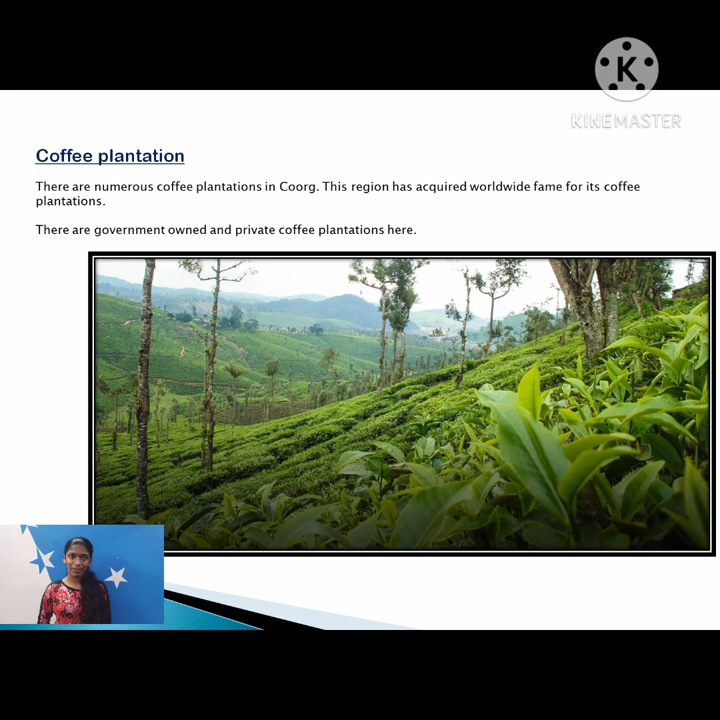 K
KINEMASTER
Coffee plantation
There are numerous coffee plantations in Coorg. This region has acquired worldwide fame for its coffee
plantations.
There are government owned and private coffee plantations here.